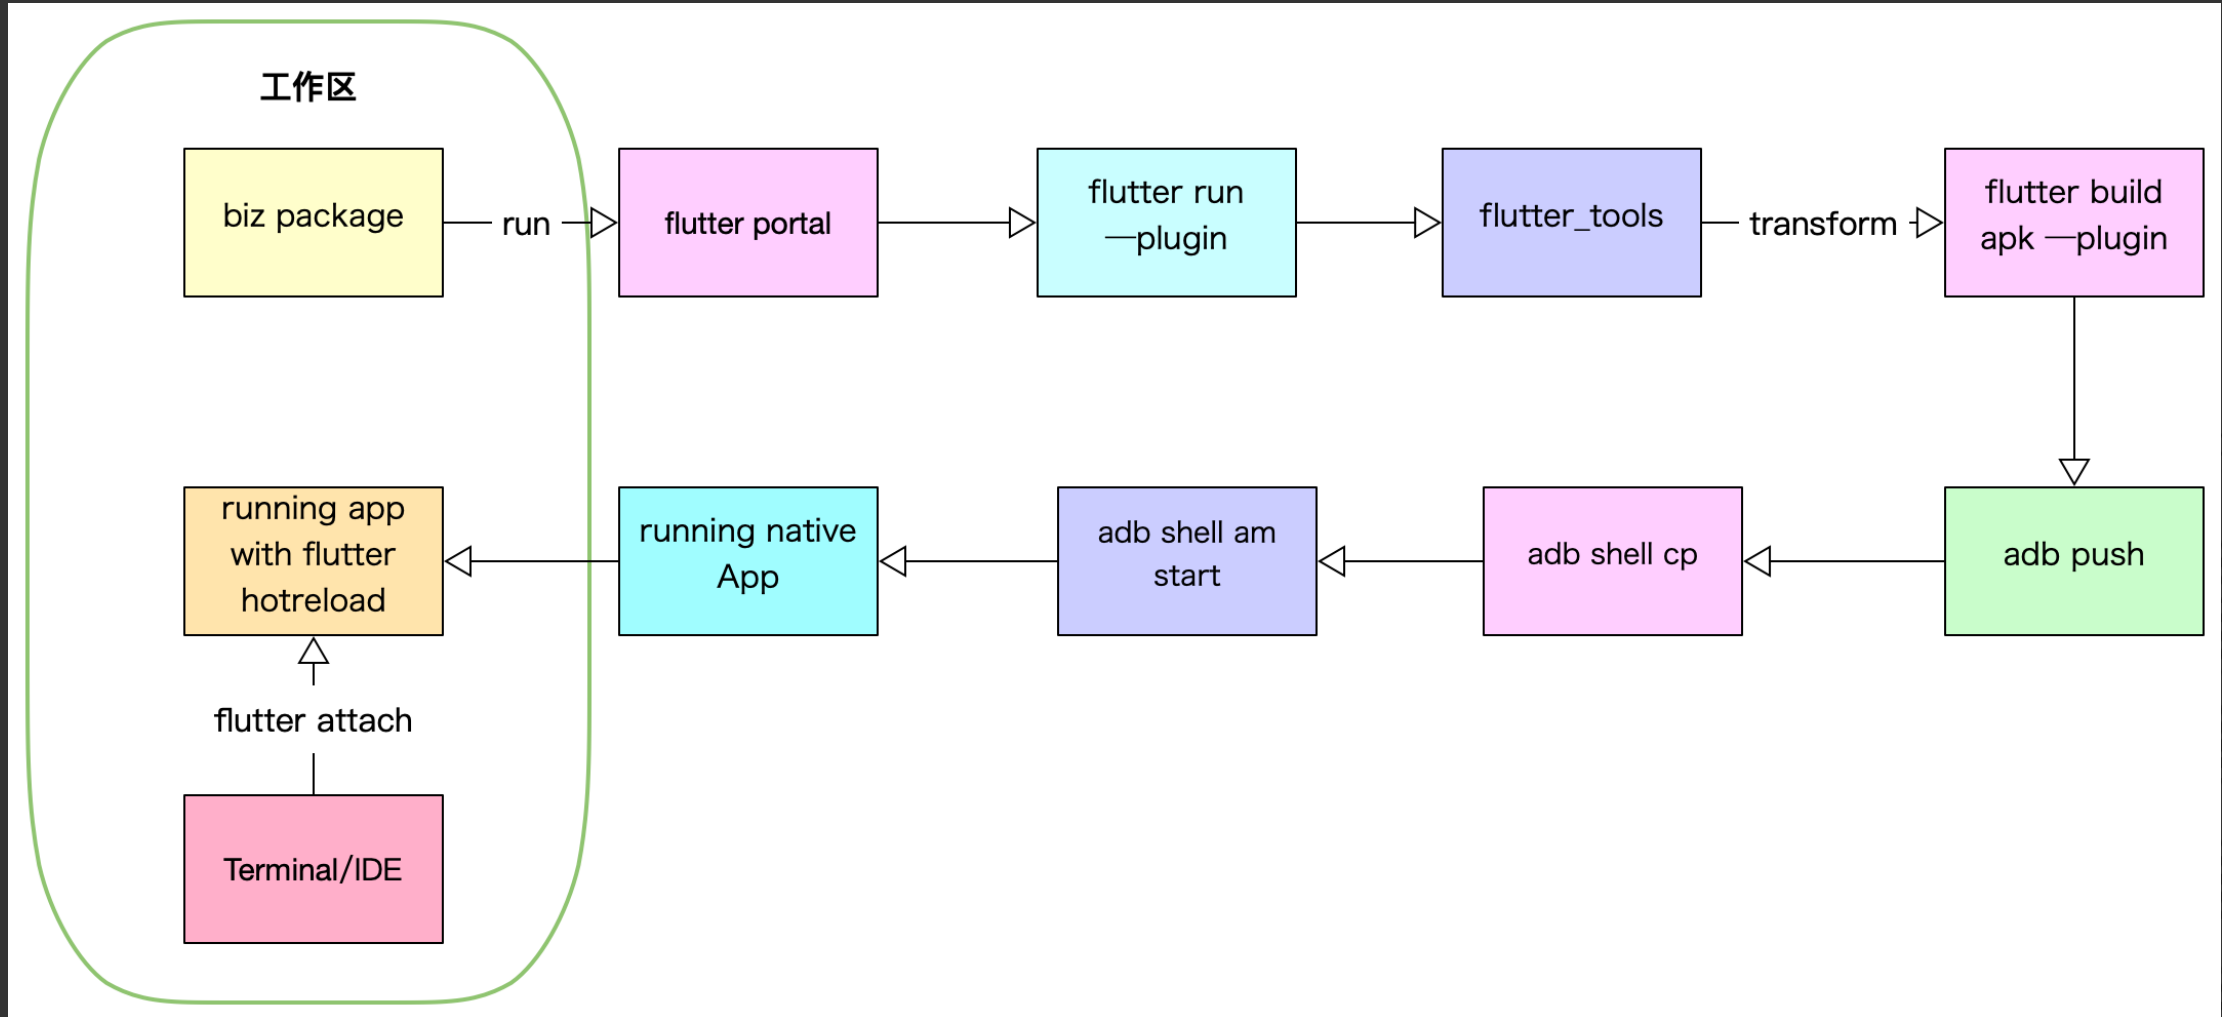 工作区
biz package
run
flutter portal
flutter run
—plugin
flutter_tools
transform
flutter build
apk —plugin
running app
with flutter
hotreload
running native
App
adb shell am
start
adb shell cp
adb push
flutter attach
Terminal/IDE